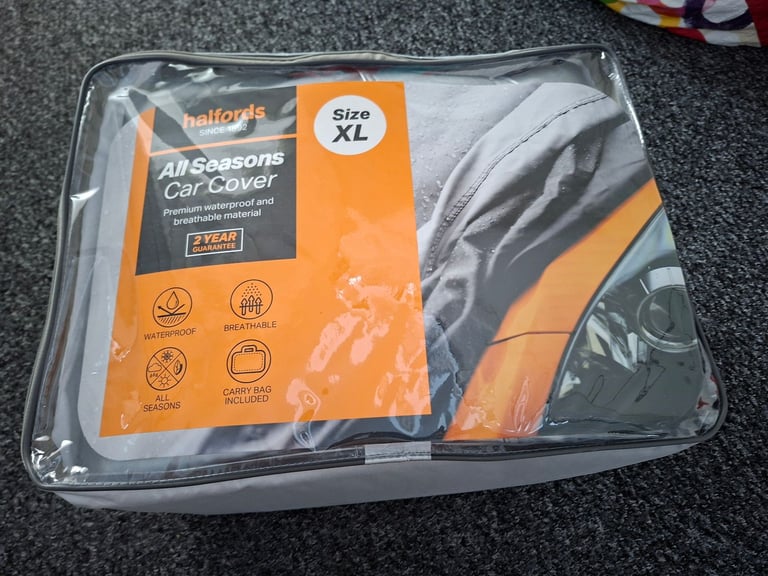 halfords
SINCE 1892
Size
XL
All Seasons
Car Cover
Premium waterproof and
breathable material
2 YEAR
GUARANTEE
WATERPROOF
BREATHABLE
ALL
SEASONS
CARRY BAG
INCLUDED